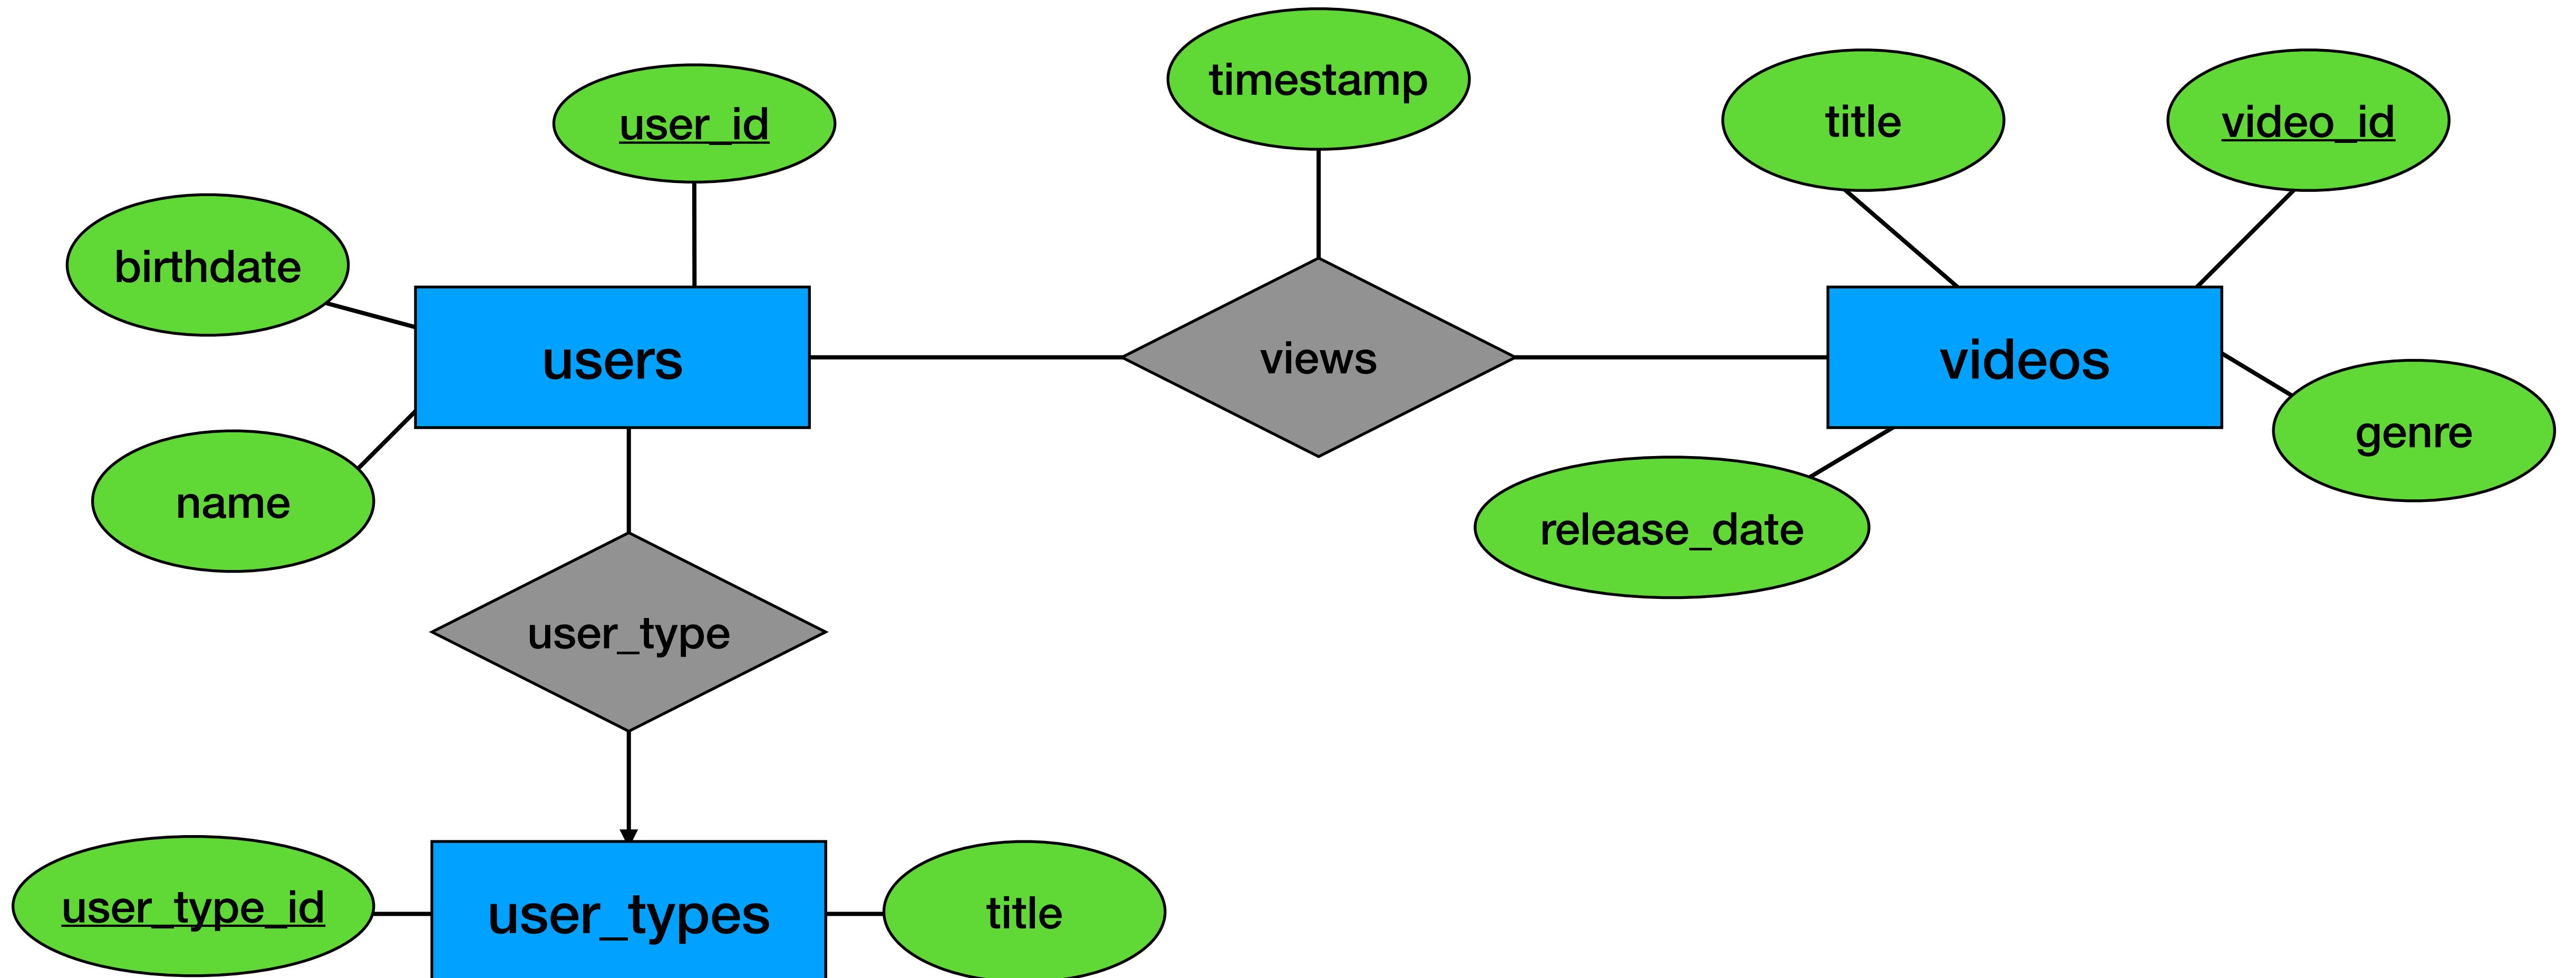 timestamp
user_id
title
video_id
birthdate
users
views
videos
genre
name
release_date
user_type
user_type_id
user_types
title